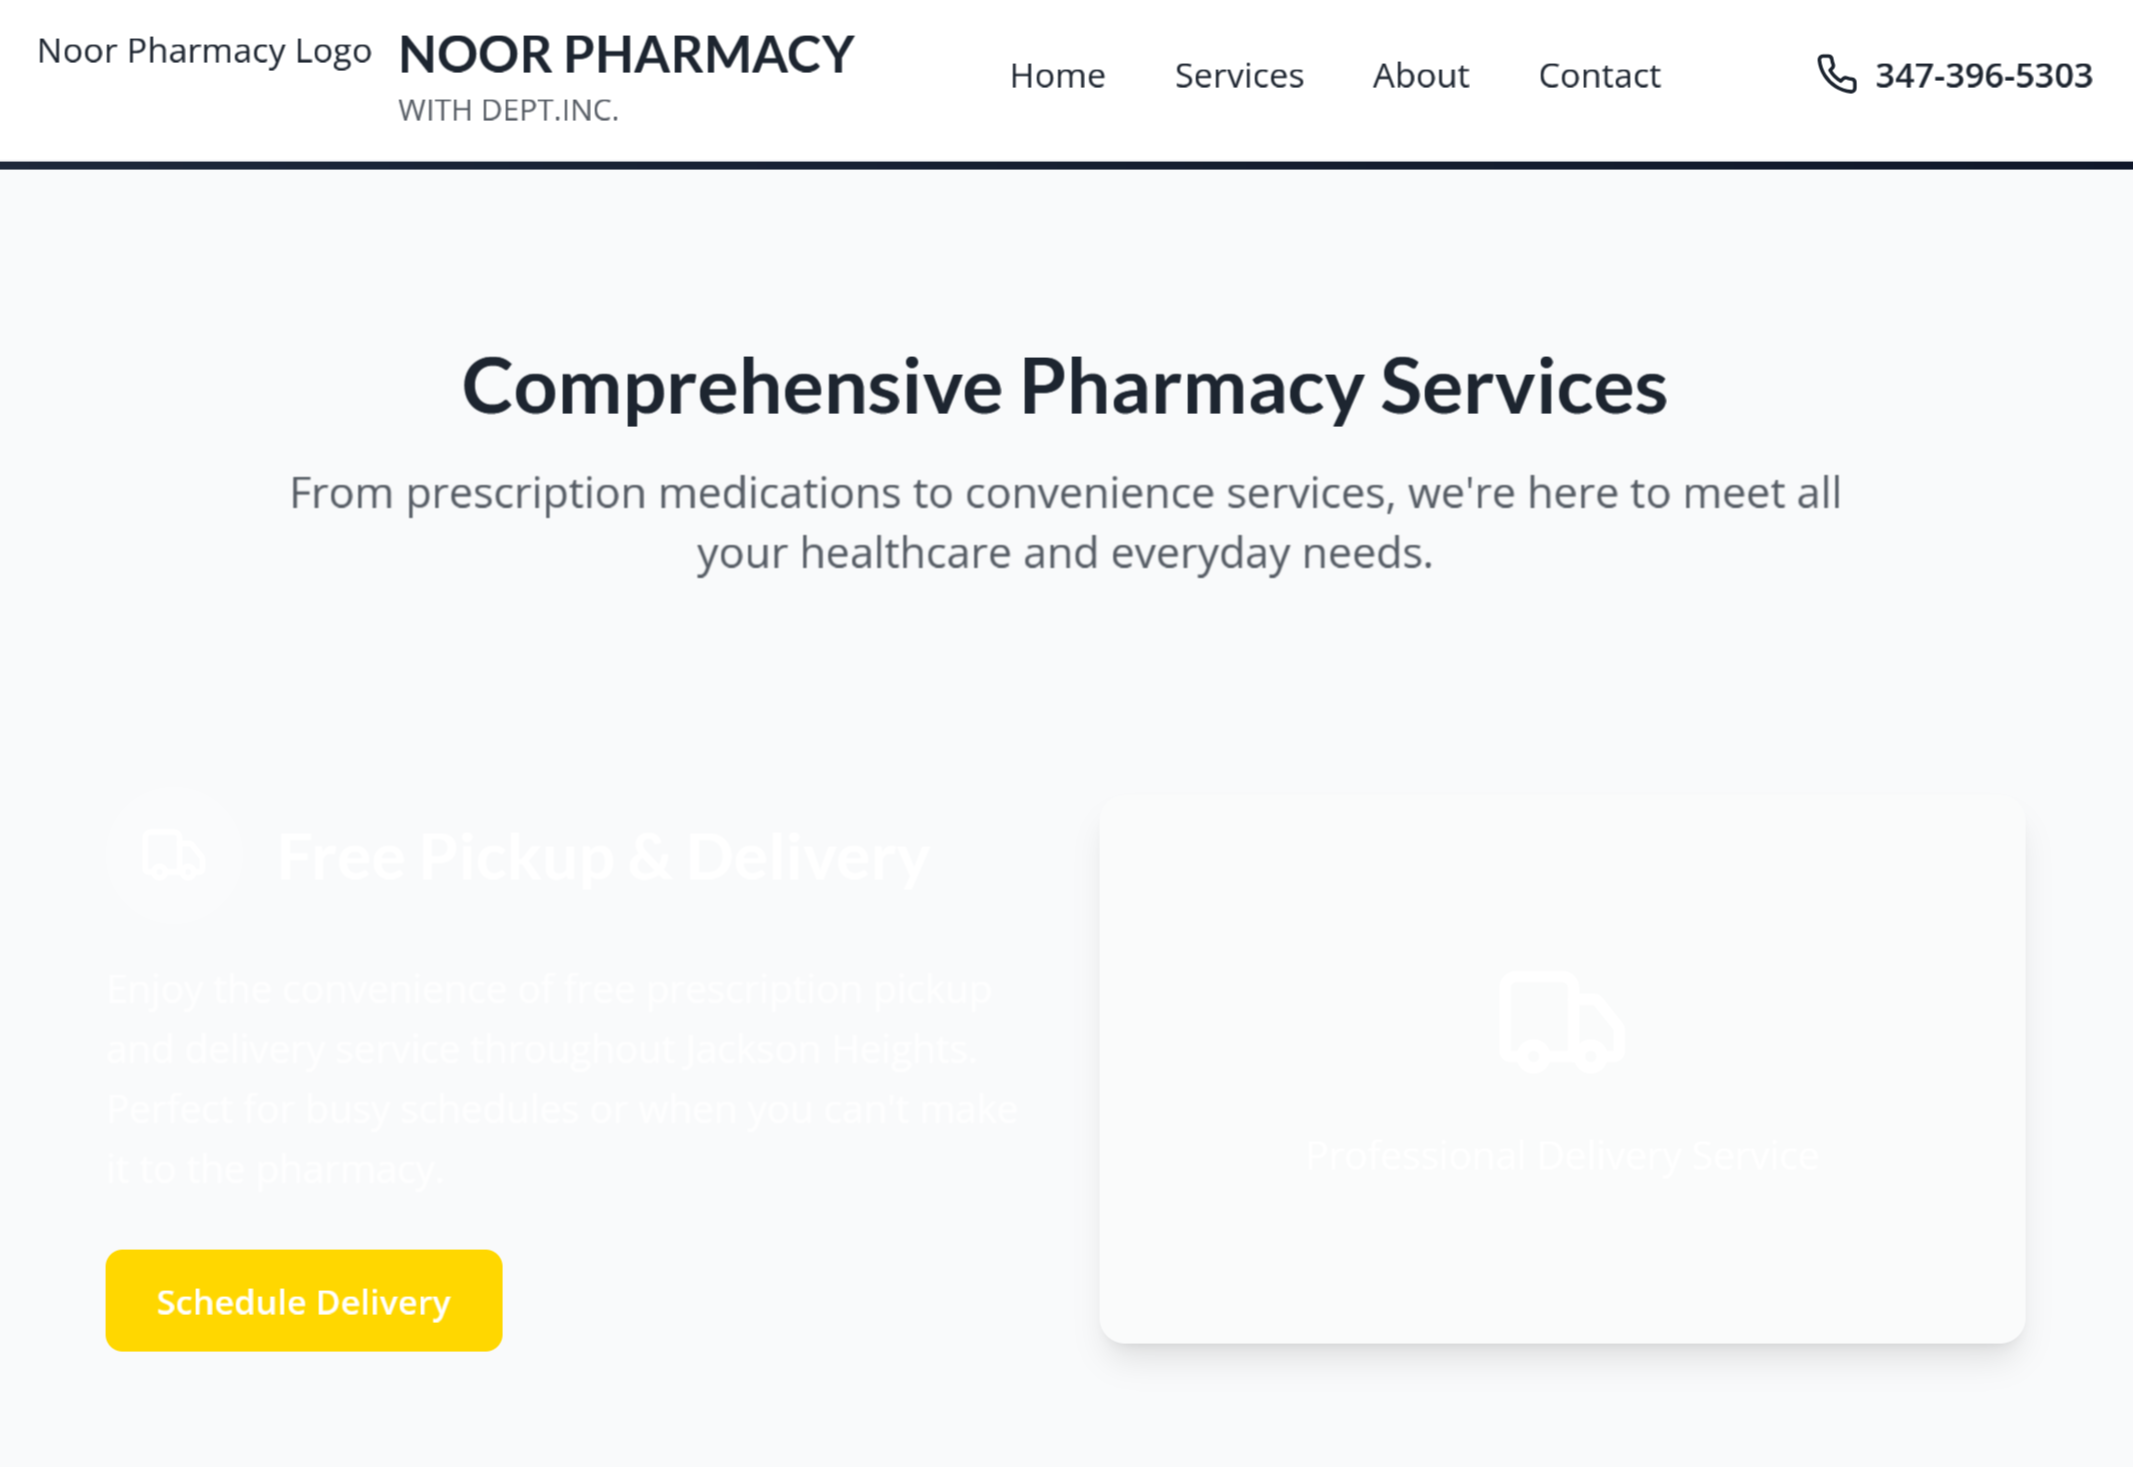 Noor Pharmacy Logo
NOOR PHARMACY
WITH DEPT.INC.
Home
Services
About
Contact
347-396-5303
Comprehensive Pharmacy Services
From prescription medications to convenience services, we're here to meet all
your healthcare and everyday needs.
Free Pickup & Delivery
Enjoy the convenience of free prescription pickup
and delivery service throughout Jackson Heights.
Perfect for busy schedules or when you can't make
it to the pharmacy.
Schedule Delivery
Professional Delivery Service